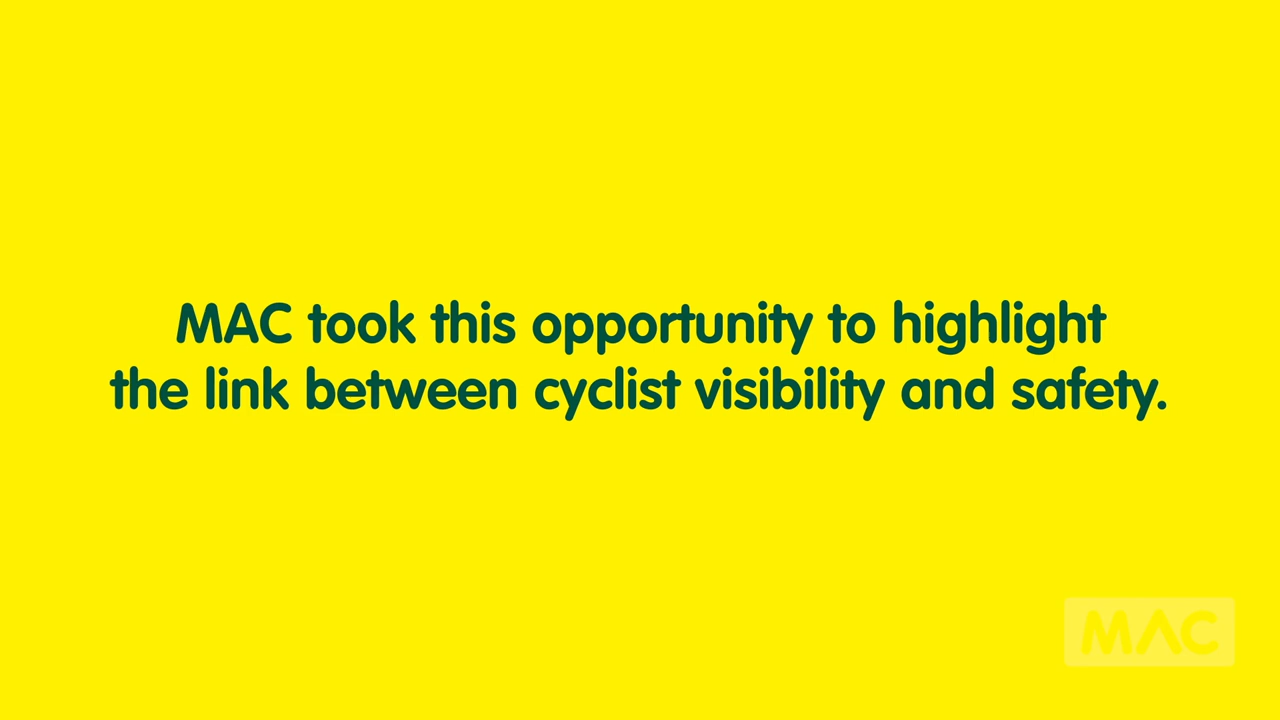 MAC took this opportunity to highlight
the link between cyclist visibility and safety.
MAC